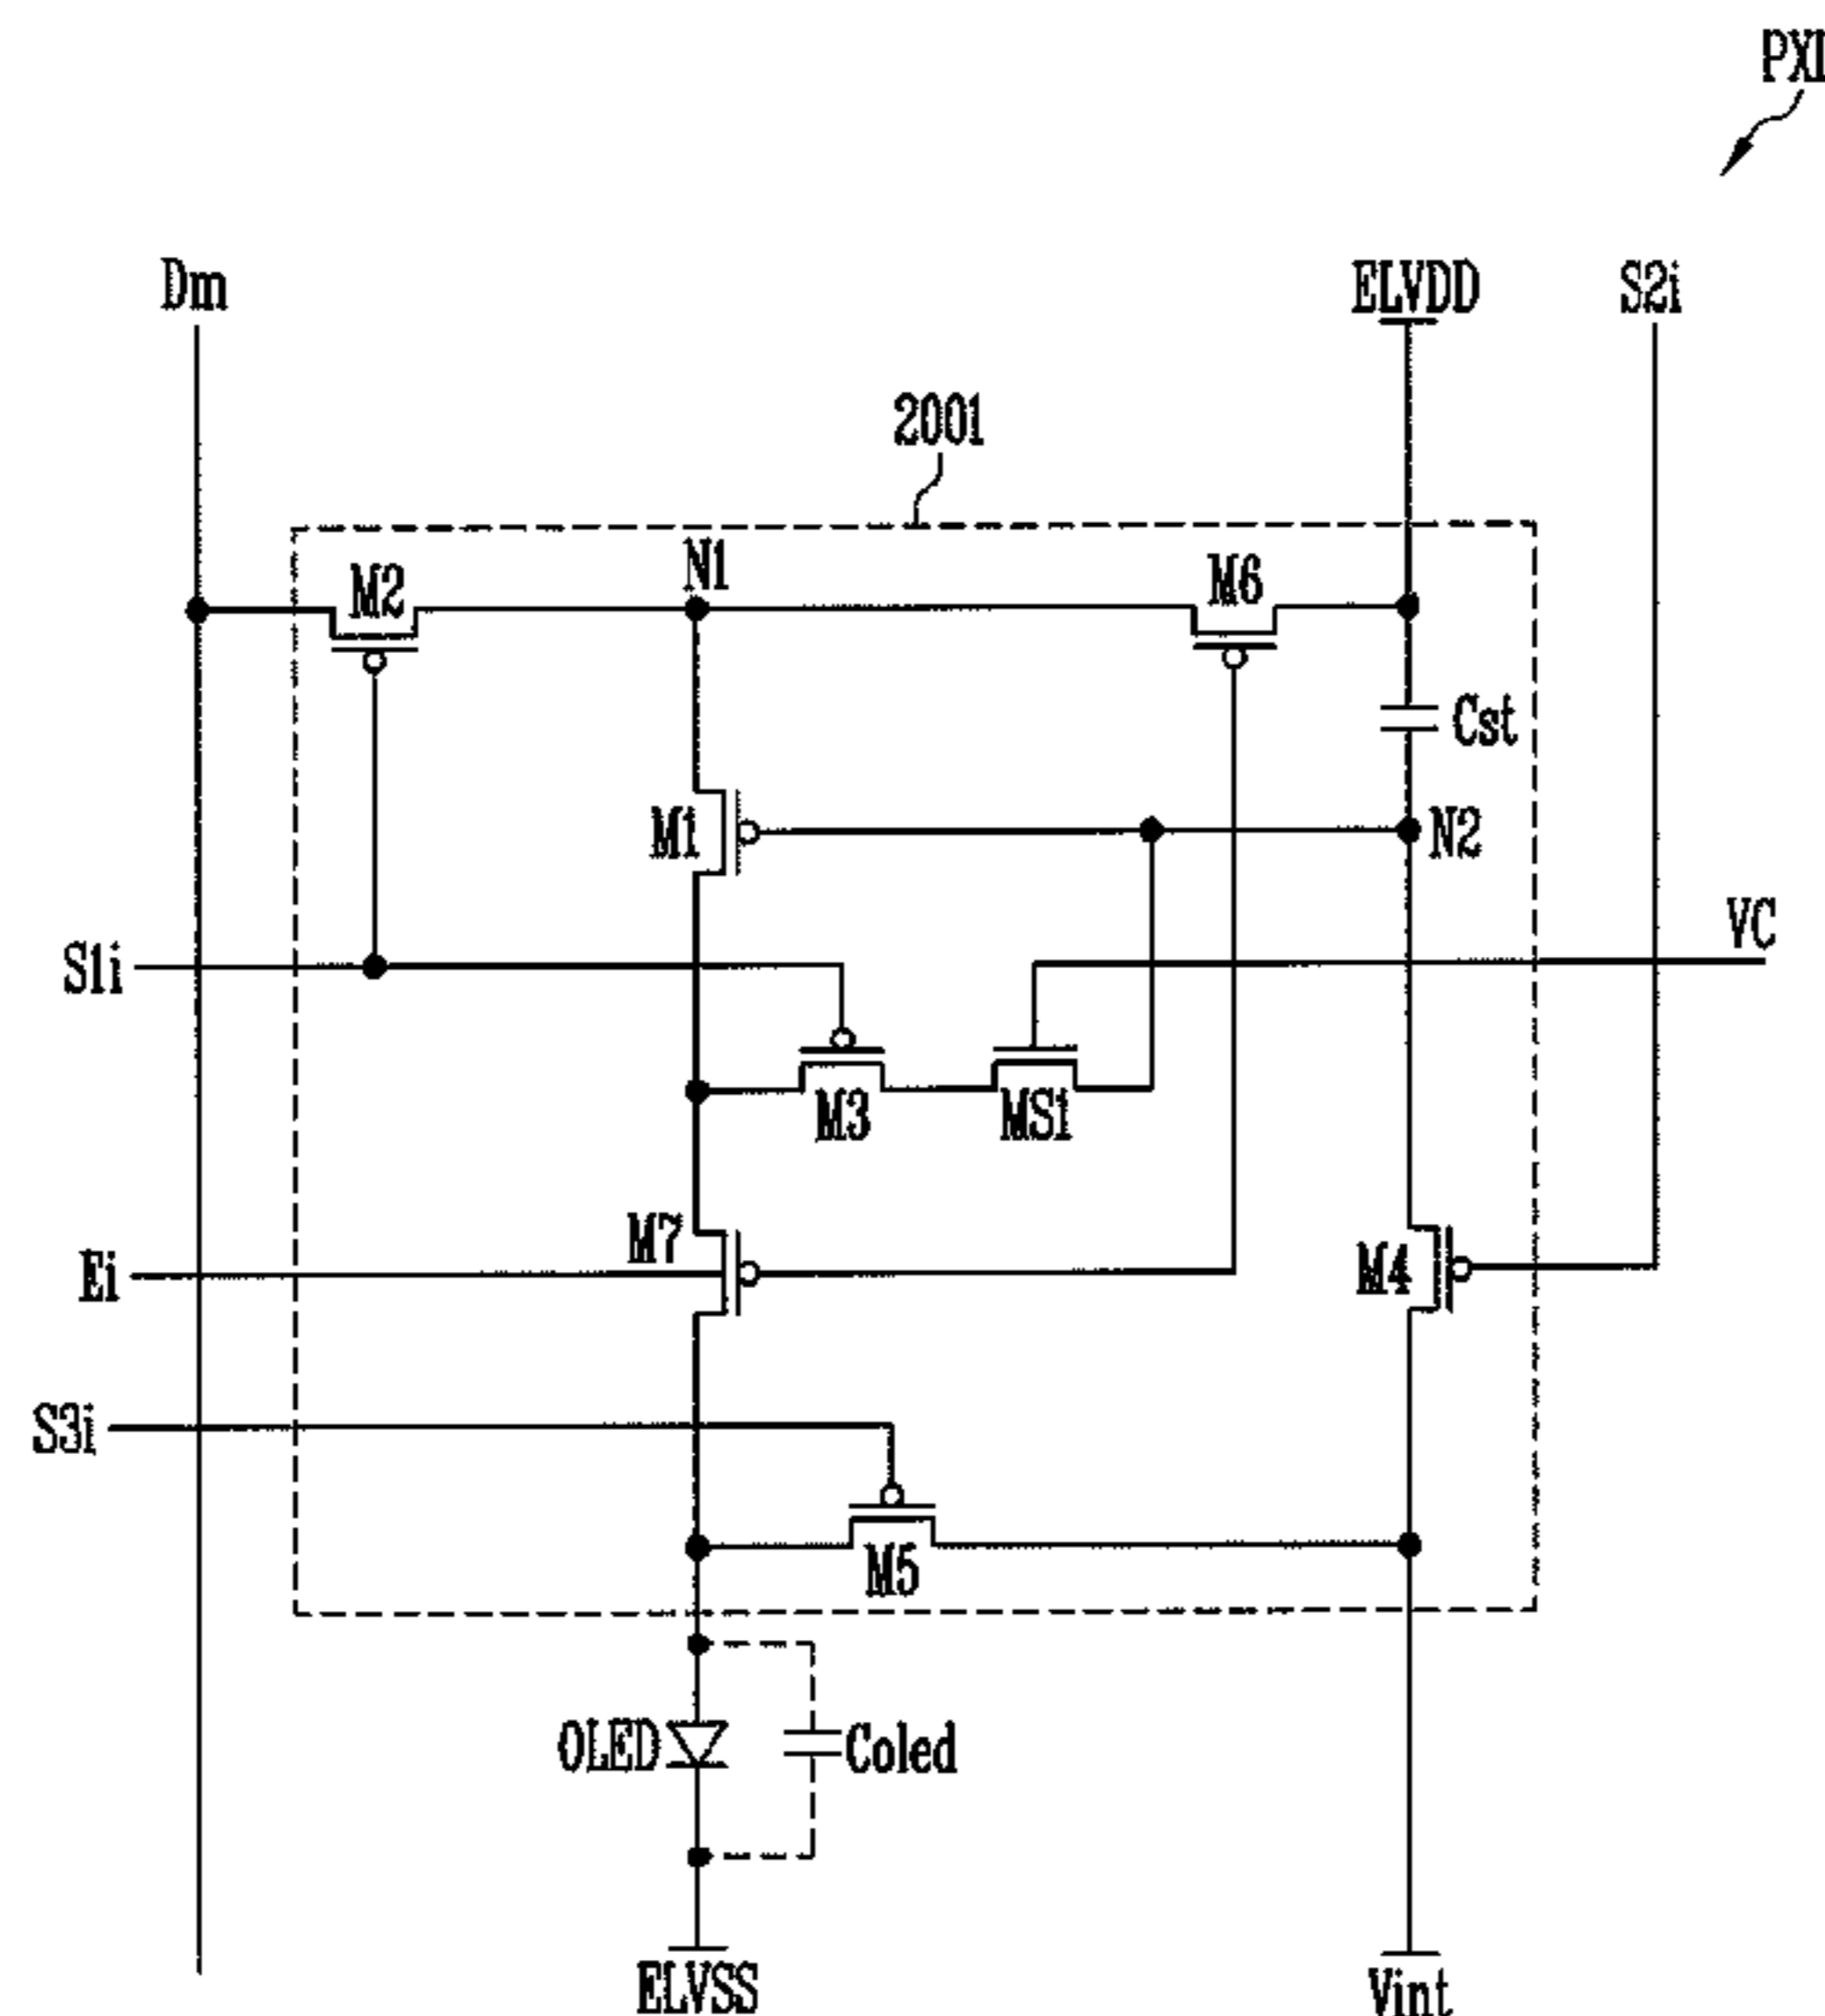 PXL
Dm
ELVDD
S2i
2001
M2
N1
M6
Cst
M1
N2
VC
S1i
M3
MS1
M7
Ei
M4
S3i
M5
OLED
Coled
ELVSS
Vint